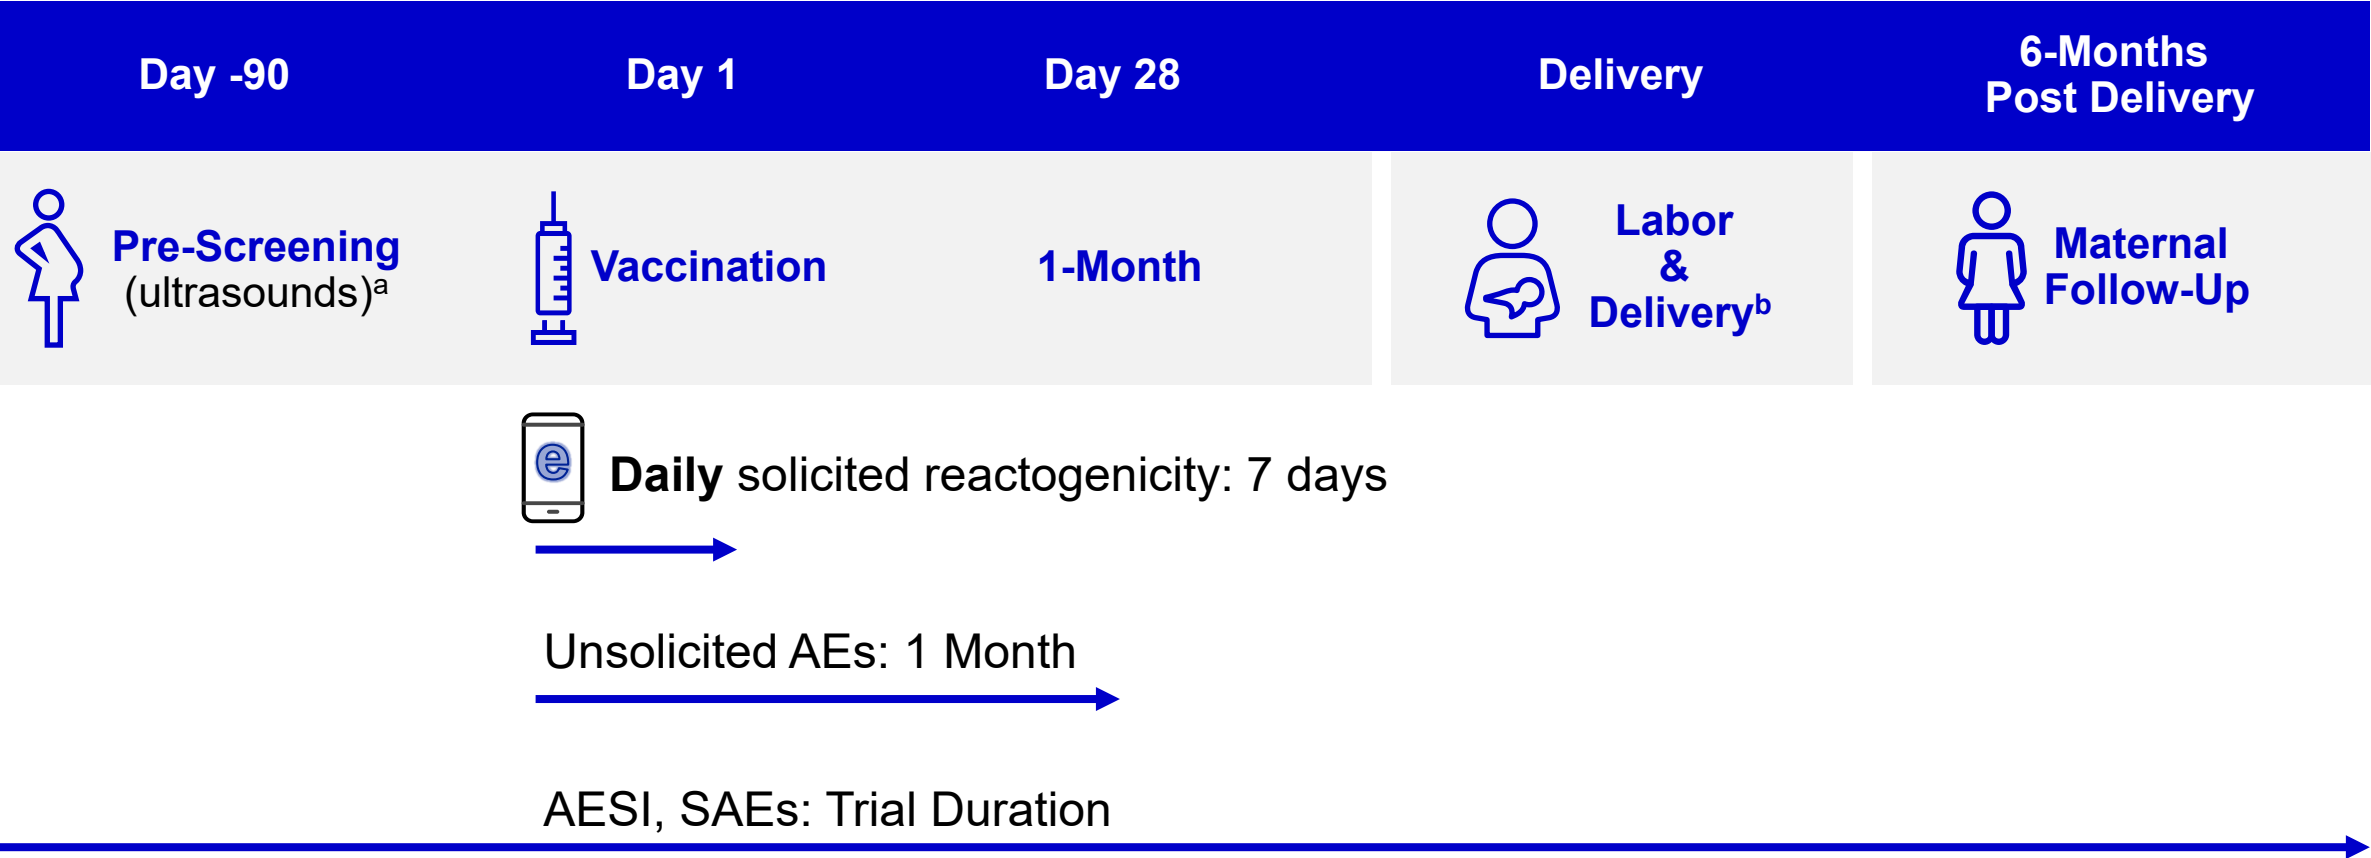 Day -90
Day 1
Day 28
Delivery
6-Months
Post Delivery
Pre-Screening
(ultrasounds)ᵃ
Vaccination
1-Month
Labor
&
Deliveryᵇ
Maternal
Follow-Up
e
Daily solicited reactogenicity: 7 days
Unsolicited AEs: 1 Month
AESI, SAEs: Trial Duration